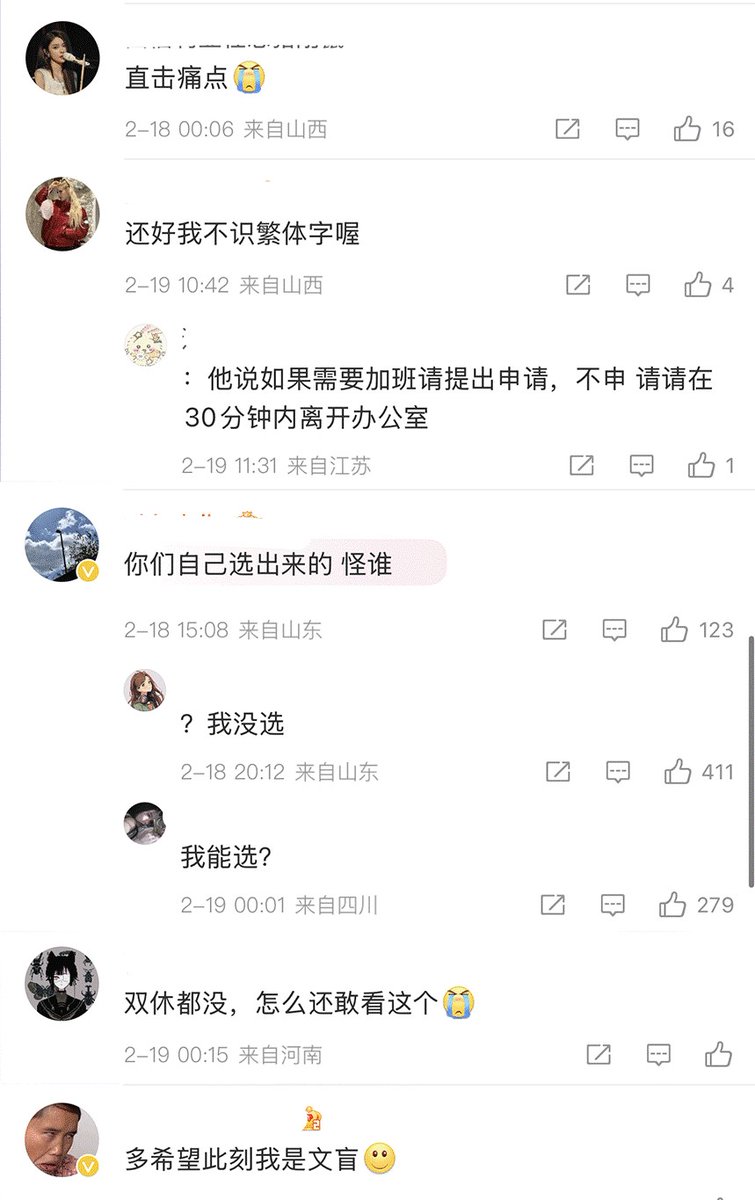 直击痛点
2-18 00:06 来自山西
16
还好我不识繁体字喔
2-19 10:42 来自山西
4
：他说如果需要加班请提出申请，不申 请请在
30分钟内离开办公室
2-19 11:31 来自江苏
1
你们自己选出来的 怪谁
2-18 15:08 来自山东
123
？我没选
2-18 20:12 来自山东
411
我能选?
2-19 00:01 来自四川
279
双休都没，怎么还敢看这个
2-19 00:15 来自河南
多希望此刻我是文盲